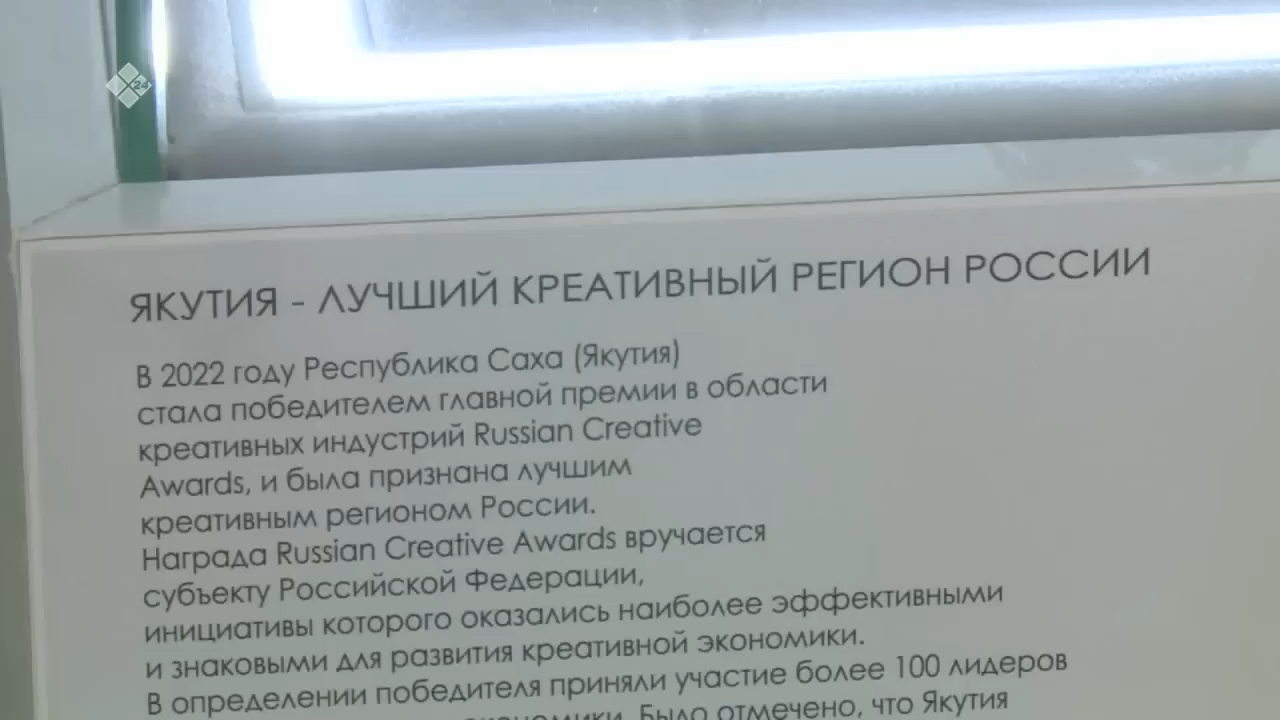 24
ЯКУТИЯ - ЛУЧШИЙ КРЕАТИВНЫЙ РЕГИОН РОССИИ
В 2022 году Республика Саха (Якутия)
стала победителем главной премии в области
креативных индустрий Russian Creative
Awards, и была признана лучшим
креативным регионом России.
Награда Russian Creative Awards вручается
субъекту Российской Федерации,
инициативы которого оказались наиболее эффективными
и знаковыми для развития креативной экономики.
В определении победителя приняли участие более 100 лидеров
экономики. Было отмечено, что Якутия